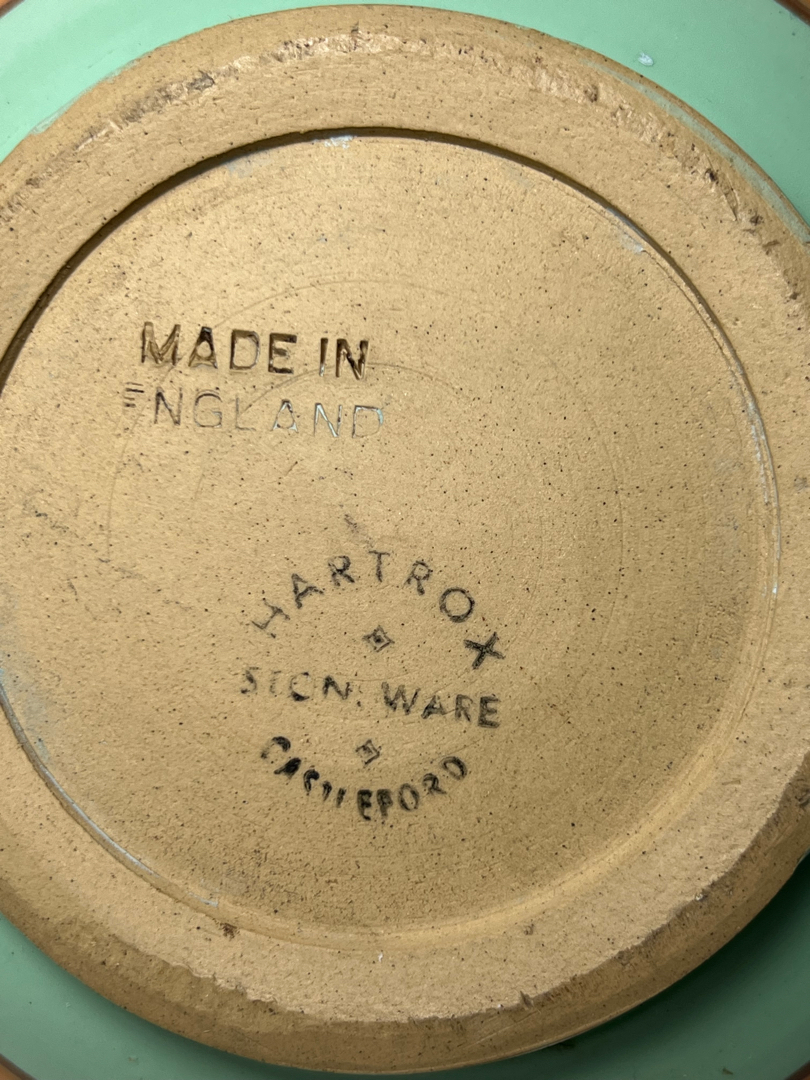 MADE IN
ENGLAND
HARTROX
STONE WARE
CASTLEFORD